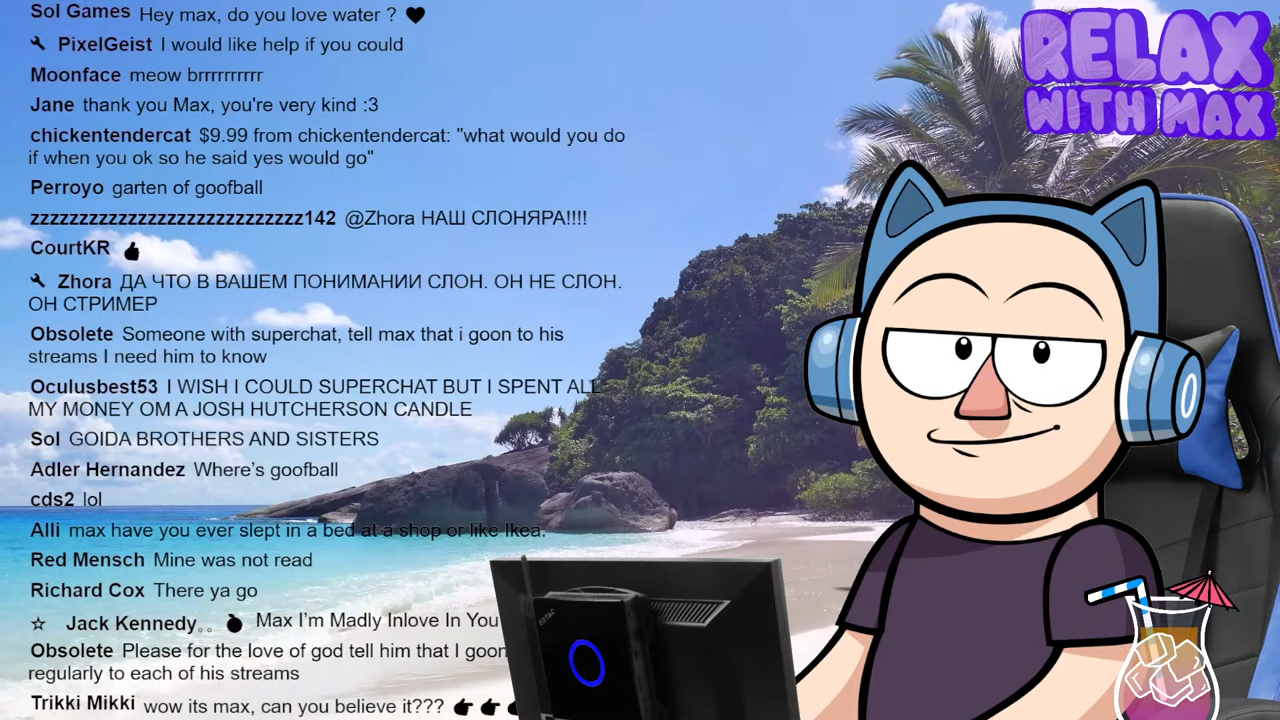 Sol Games Hey max, do you love water ? 🖤
PixelGeist I would like help if you could
Moonface meow brrrrrrrrrr
Jane thank you Max, you're very kind :3
chickentendercat $9.99 from chickentendercat: "what would you do
if when you ok so he said yes would go"
Perroyo garten of goofball
zzzzzzzzzzzzzzzzzzzzzzzzzzzz142 @Zhora НАШ СЛОНЯРА!!!!
CourtKR 👍
Zhora ДА ЧТО В ВАШЕМ ПОНИМАНИИ СЛОН. ОН НЕ СЛОН.
ОН СТРИМЕР
Obsolete Someone with superchat, tell max that i goon to his
streams I need him to know
Oculusbest53 I WISH I COULD SUPERCHAT BUT I SPENT ALL
MY MONEY OM A JOSH HUTCHERSON CANDLE
Sol GOIDA BROTHERS AND SISTERS
Adler Hernandez Where's goofball
cds2 lol
Alli max have you ever slept in a bed at a shop or like Ikea.
Red Mensch Mine was not read
Richard Cox There ya go
☆ Jack Kennedy。。 Max I'm Madly Inlove In You
Obsolete Please for the love of god tell him that I goon
regularly to each of his streams
Trikki Mikki wow its max, can you believe it??? 👉 👉
RELAX
WITH MAX
ZOTAC